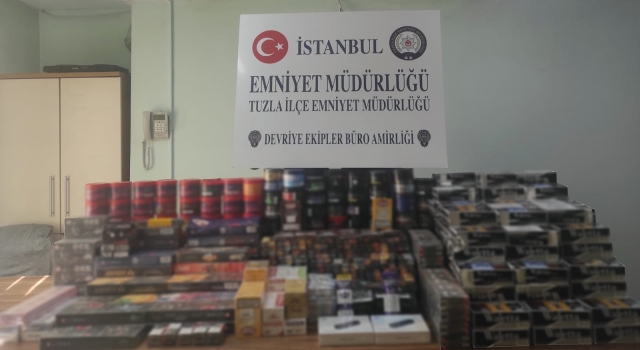 İSTANBUL
EMNİYET MÜDÜRLÜĞÜ
TUZLA İLÇE EMNİYET MÜDÜRLÜĞÜ
DEVRİYE EKİPLER BÜRO AMİRLİĞİ